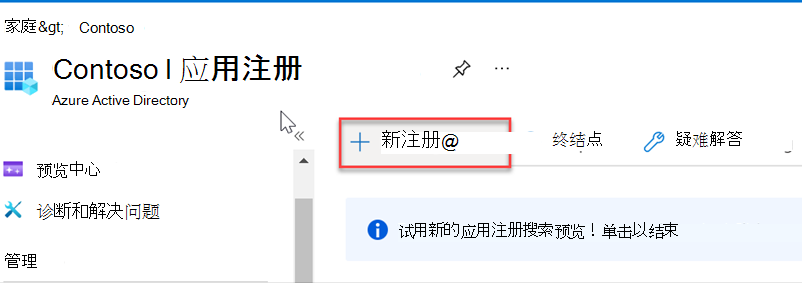 家庭&gt; Contoso
Contoso l 应用注册
Azure Active Directory
新注册@ 终结点 疑难解答
预览中心
诊断和解决问题
管理
试用新的应用注册搜索预览！单击以结束